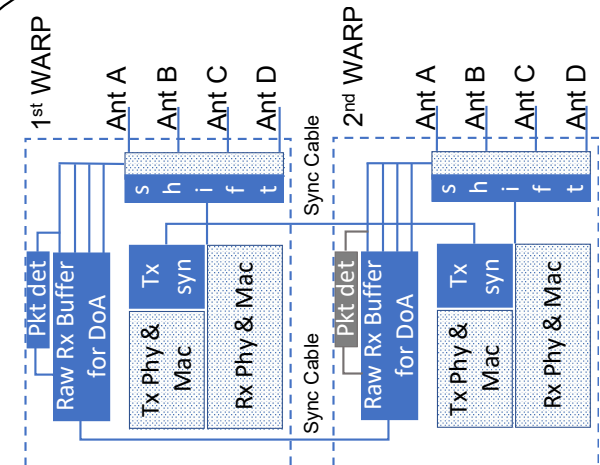 1st WARP
Ant A
Ant B
Ant C
Ant D
shift
Pkt det
Raw Rx Buffer
for DoA
Tx
syn
Tx Phy &
Mac
Rx Phy & Mac
Sync Cable
Sync Cable
2nd WARP
Ant A
Ant B
Ant C
Ant D
shift
Pkt det
Raw Rx Buffer
for DoA
Tx
syn
Tx Phy &
Mac
Rx Phy & Mac